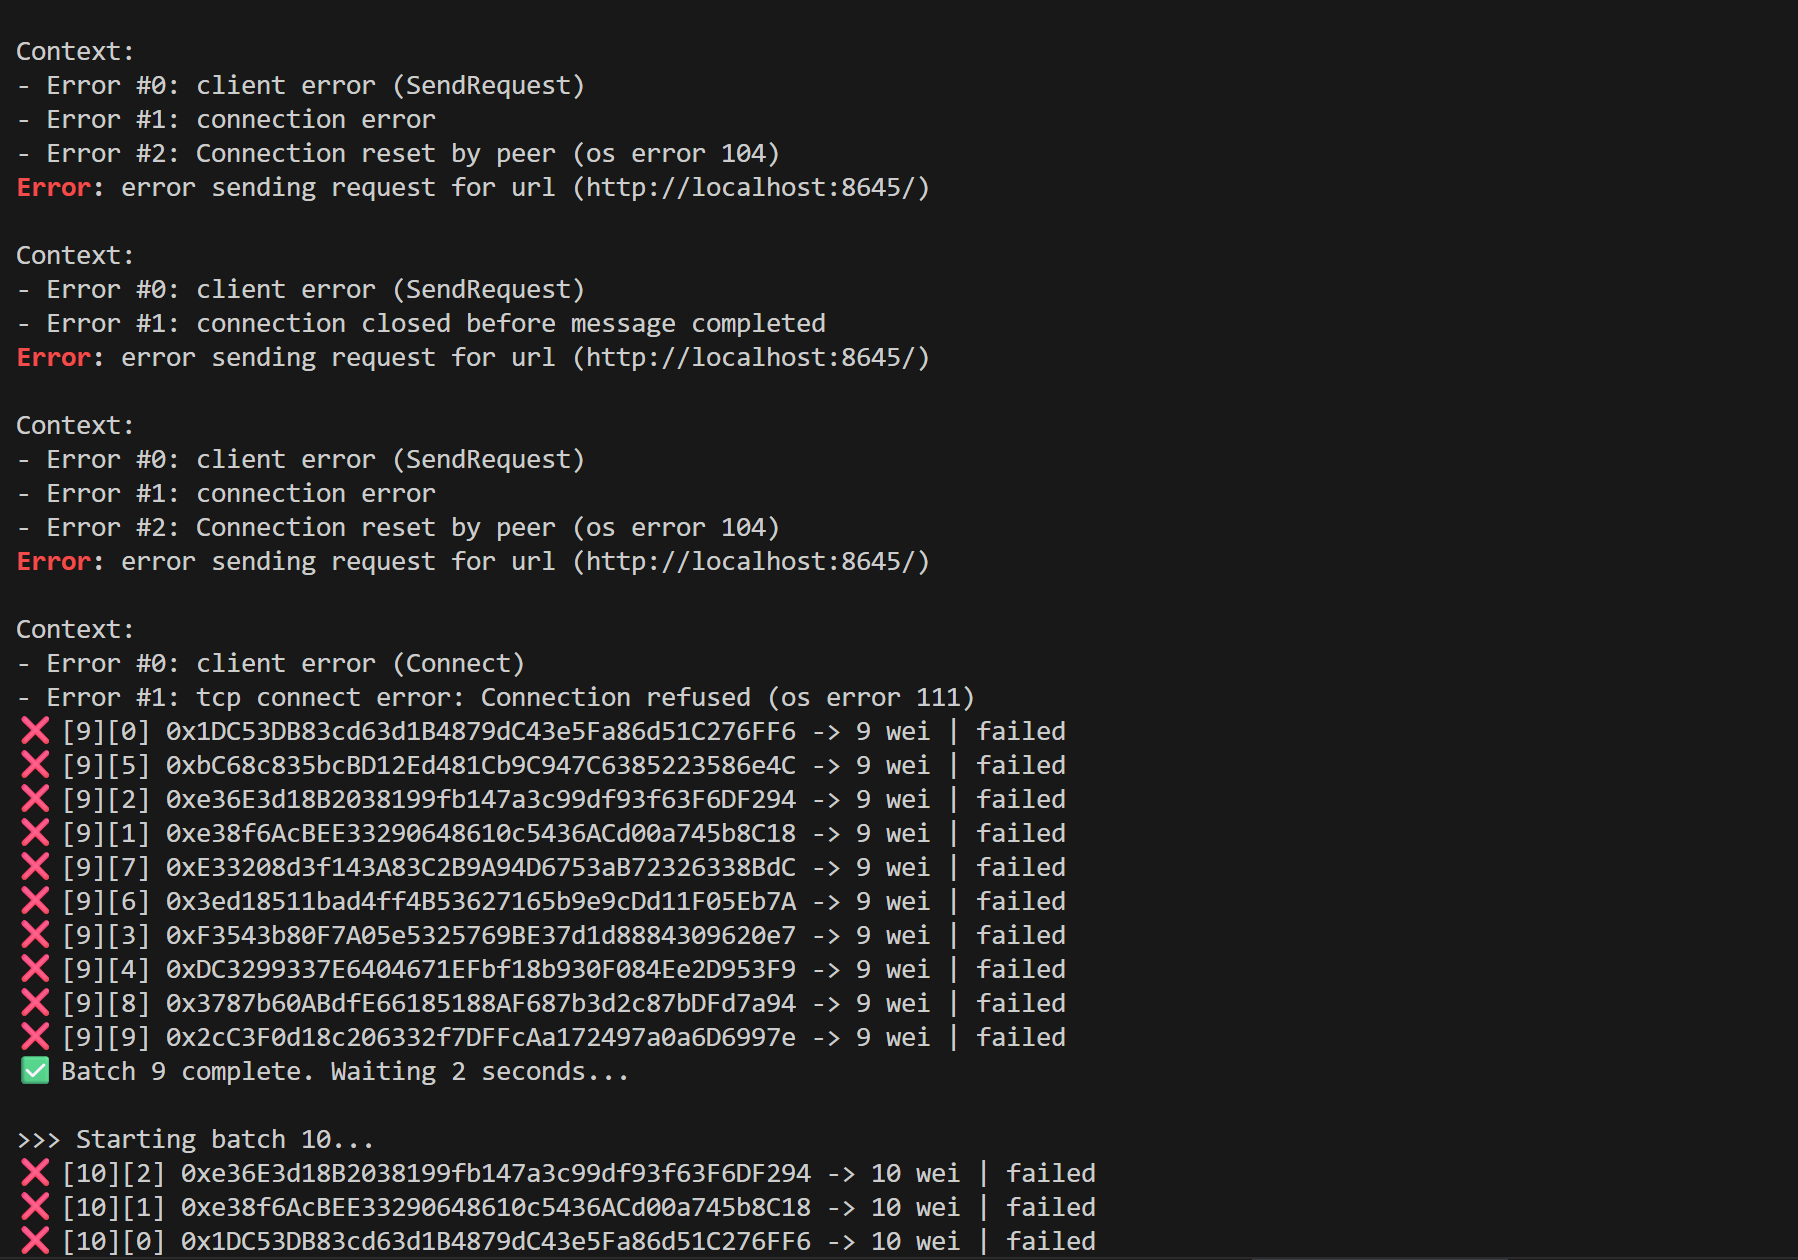 Context:
- Error #0: client error (SendRequest)
- Error #1: connection error
- Error #2: Connection reset by peer (os error 104)
Error: error sending request for url (http://localhost:8645/)
Context:
- Error #0: client error (SendRequest)
- Error #1: connection closed before message completed
Error: error sending request for url (http://localhost:8645/)
Context:
- Error #0: client error (SendRequest)
- Error #1: connection error
- Error #2: Connection reset by peer (os error 104)
Error: error sending request for url (http://localhost:8645/)
Context:
- Error #0: client error (Connect)
- Error #1: tcp connect error: Connection refused (os error 111)
❌ [9][0] 0x1DC53DB83cd63d1B4879dC43e5Fa86d51C276FF6 -> 9 wei | failed
❌ [9][5] 0xbC68c835bcBD12Ed481Cb9C947C6385223586e4C -> 9 wei | failed
❌ [9][2] 0xe36E3d18B2038199fb147a3c99df93f63F6DF294 -> 9 wei | failed
❌ [9][1] 0xe38f6AcBEE33290648610c5436ACd00a745b8C18 -> 9 wei | failed
❌ [9][7] 0xE33208d3f143A83C2B9A94D6753aB72326338BdC -> 9 wei | failed
❌ [9][6] 0x3ed18511bad4ff4B53627165b9e9cDd11F05Eb7A -> 9 wei | failed
❌ [9][3] 0xF3543b80F7A05e5325769BE37d1d8884309620e7 -> 9 wei | failed
❌ [9][4] 0xDC3299337E6404671EFbf18b930F084Ee2D953F9 -> 9 wei | failed
❌ [9][8] 0x3787b60ABdfE66185188AF687b3d2c87bDFd7a94 -> 9 wei | failed
❌ [9][9] 0x2cC3F0d18c206332f7DFFcAa172497a0a6D6997e -> 9 wei | failed
✅ Batch 9 complete. Waiting 2 seconds...
>>> Starting batch 10...
❌ [10][2] 0xe36E3d18B2038199fb147a3c99df93f63F6DF294 -> 10 wei | failed
❌ [10][1] 0xe38f6AcBEE33290648610c5436ACd00a745b8C18 -> 10 wei | failed
❌ [10][0] 0x1DC53DB83cd63d1B4879dC43e5Fa86d51C276FF6 -> 10 wei | failed